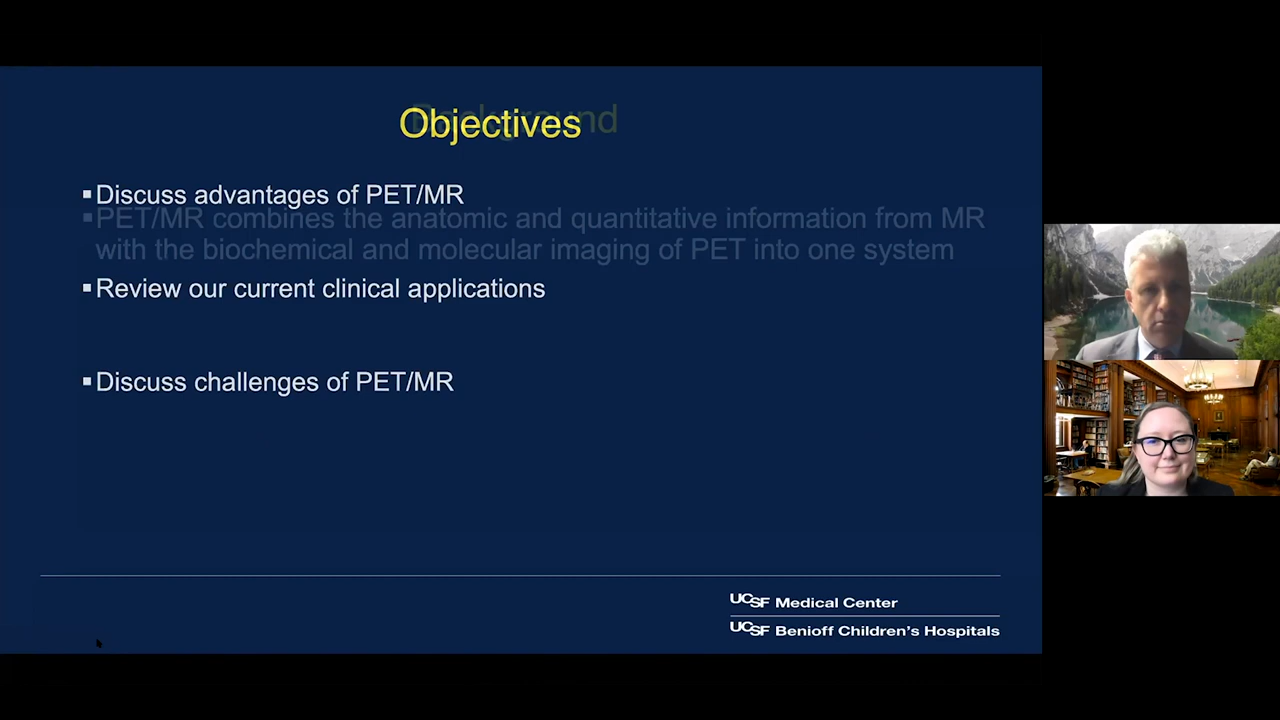 Objectives
Background
▪Discuss advantages of PET/MR
▪PET/MR combines the anatomic and quantitative information from MR
with the biochemical and molecular imaging of PET into one system
▪Review our current clinical applications
▪Discuss challenges of PET/MR
UCSF Medical Center
UCSF Benioff Children's Hospitals